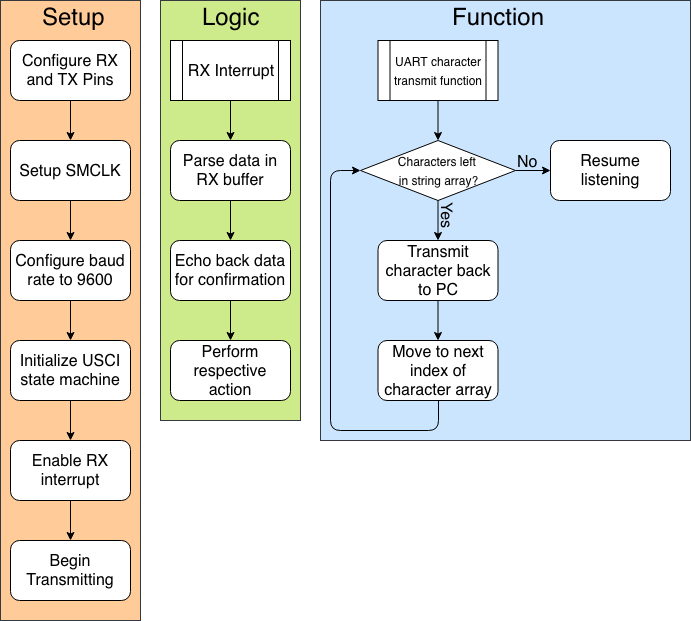 Setup
Configure RX
and TX Pins
Setup SMCLK
Configure baud
rate to 9600
Initialize USCI
state machine
Enable RX
interrupt
Begin
Transmitting
Logic
RX Interrupt
Parse data in
RX buffer
Echo back data
for confirmation
Perform
respective
action
Function
UART character
transmit function
Characters left
in string array?
No
Resume
listening
Yes
Transmit
character back
to PC
Move to next
index of
character array